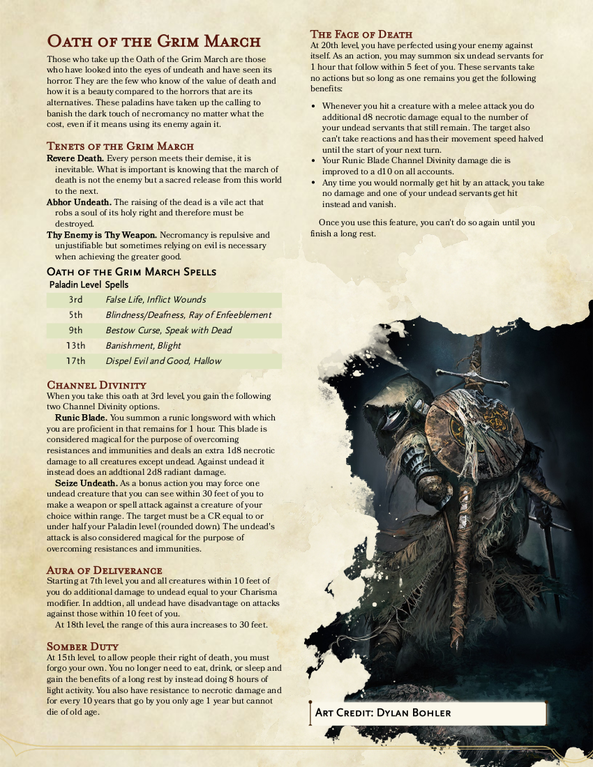 Oath of the Grim March
Those who take up the Oath of the Grim March are those
who have looked into the eyes of undeath and have seen its
horror. They are the few who know of the value of death and
how it is a beauty compared to the horrors that are its
alternatives. These paladins have taken up the calling to
banish the dark touch of necromancy no matter what the
cost, even if it means using its enemy again it.
Tenets of the Grim March
Revere Death. Every person meets their demise, it is
inevitable. What is important is knowing that the march of
death is not the enemy but a sacred release from this world
to the next.
Abhor Undeath. The raising of the dead is a vile act that
robs a soul of its holy right and therefore must be
destroyed.
Thy Enemy is Thy Weapon. Necromancy is repulsive and
unjustifiable but sometimes relying on evil is necessary
when achieving the greater good.
Oath of the Grim March Spells
Paladin Level Spells
3rd False Life, Inflict Wounds
5th Blindness/Deafness, Ray of Enfeeblement
9th Bestow Curse, Speak with Dead
13th Banishment, Blight
17th Dispel Evil and Good, Hallow
Channel Divinity
When you take this oath at 3rd level, you gain the following
two Channel Divinity options.
Runic Blade. You summon a runic longsword with which
you are proficient in that remains for 1 hour. This blade is
considered magical for the purpose of overcoming
resistances and immunities and deals an extra 1d8 necrotic
damage to all creatures except undead. Against undead it
instead does an addtional 2d8 radiant damage.
Seize Undeath. As a bonus action you may force one
undead creature that you can see within 30 feet of you to
make a weapon or spell attack against a creature of your
choice within range. The target must be a CR equal to or
under half your Paladin level (rounded down). The undead's
attack is also considered magical for the purpose of
overcoming resistances and immunities.
Aura of Deliverance
Starting at 7th level, you and all creatures within 10 feet of
you do additional damage to undead equal to your Charisma
modifier. In addtion, all undead have disadvantage on attacks
against those within 10 feet of you.
At 18th level, the range of this aura increases to 30 feet.
Somber Duty
At 15th level, to allow people their right of death, you must
forgo your own. You no longer need to eat, drink, or sleep and
gain the benefits of a long rest by instead doing 8 hours of
light activity. You also have resistance to necrotic damage and
for every 10 years that go by you only age 1 year but cannot
die of old age.
The Face of Death
At 20th level, you have perfected using your enemy against
itself. As an action, you may summon six undead servants for
1 hour that follow within 5 feet of you. These servants take
no actions but so long as one remains you get the following
benefits:
• Whenever you hit a creature with a melee attack you do
additional d8 necrotic damage equal to the number of
your undead servants that still remain. The target also
can't take reactions and has their movement speed halved
until the start of your next turn.
• Your Runic Blade Channel Divinity damage die is
improved to a d10 on all accounts.
• Any time you would normally get hit by an attack, you take
no damage and one of your undead servants get hit
instead and vanish.
Once you use this feature, you can't do so again until you
finish a long rest.
Art Credit: Dylan Bohler